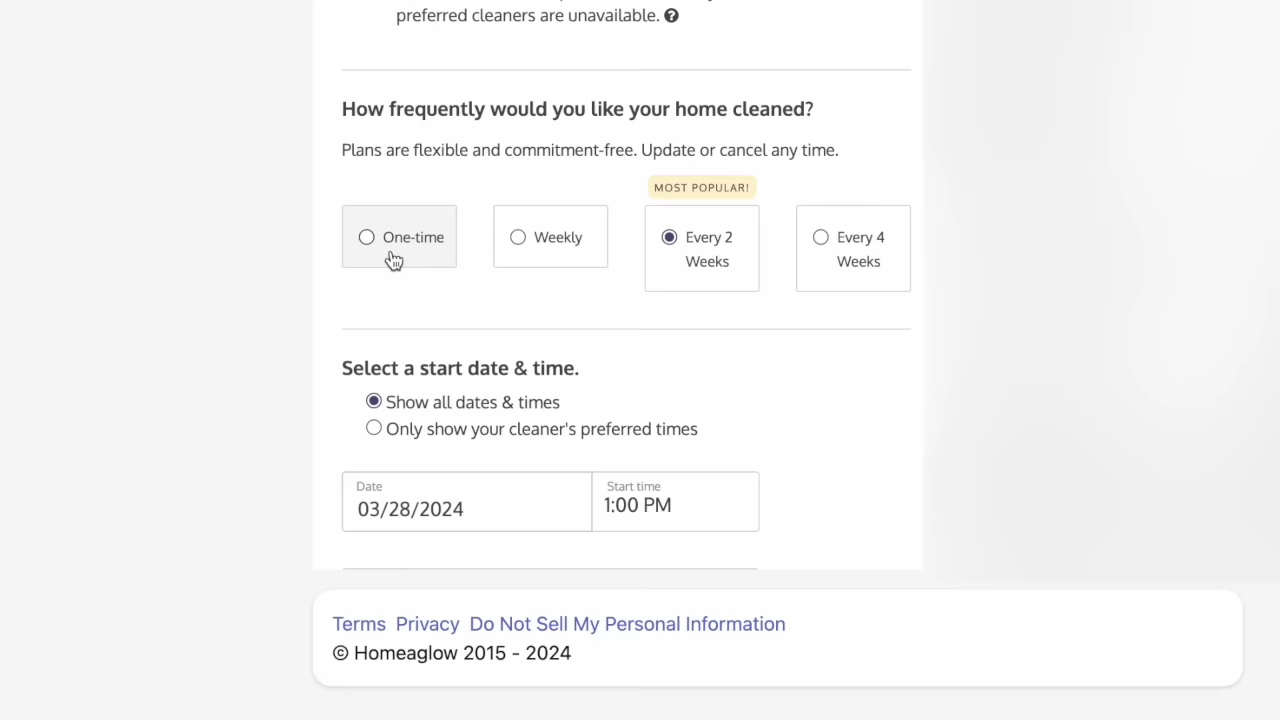 preferred cleaners are unavailable. ?
How frequently would you like your home cleaned?
Plans are flexible and commitment-free. Update or cancel any time.
MOST POPULAR!
One-time
Weekly
Every 2
Weeks
Every 4
Weeks
Select a start date & time.
Show all dates & times
Only show your cleaner's preferred times
Date
03/28/2024
Start time
1:00 PM
Terms Privacy Do Not Sell My Personal Information
© Homeaglow 2015 - 2024